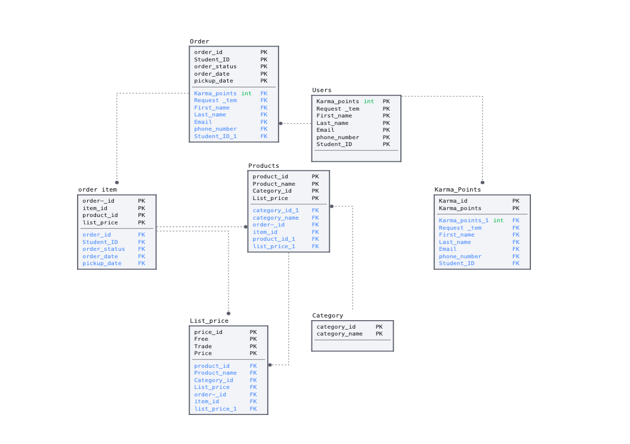 Order
order_id PK
Student_ID PK
order_status PK
order_date PK
pickup_date PK
Karma_points int FK
Request _tem FK
First_name FK
Last_name FK
Email FK
phone_number FK
Student_ID_1 FK
Users
Karma_points int PK
Request _tem PK
First_name PK
Last_name PK
Email PK
phone_number PK
Student_ID PK
Products
product_id PK
Product_name PK
Category_id PK
List_price PK
category_id_1 FK
category_name FK
order-_id FK
item_id FK
product_id_1 FK
list_price_1 FK
order item
order-_id PK
item_id PK
product_id PK
list_price PK
order_id FK
Student_ID FK
order_status FK
order_date FK
pickup_date FK
Karma_Points
Karma_id PK
Karma_points PK
Karma_points_1 int FK
Request _tem FK
First_name FK
Last_name FK
Email FK
phone_number FK
Student_ID FK
List_price
price_id PK
Free PK
Trade PK
Price PK
product_id FK
Product_name FK
Category_id FK
List_price FK
order-_id FK
item_id FK
list_price_1 FK
Category
category_id PK
category_name PK